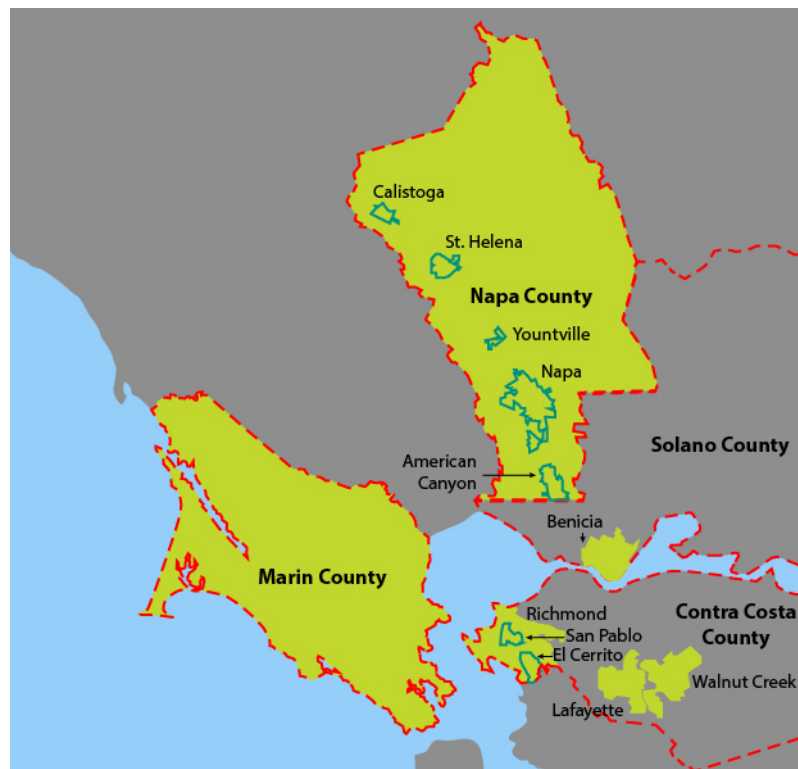 Calistoga
St. Helena
Napa County
Yountville
Napa
American
Canyon
Solano County
Benicia
Marin County
Richmond
San Pablo
El Cerrito
Contra Costa
County
Walnut Creek
Lafayette